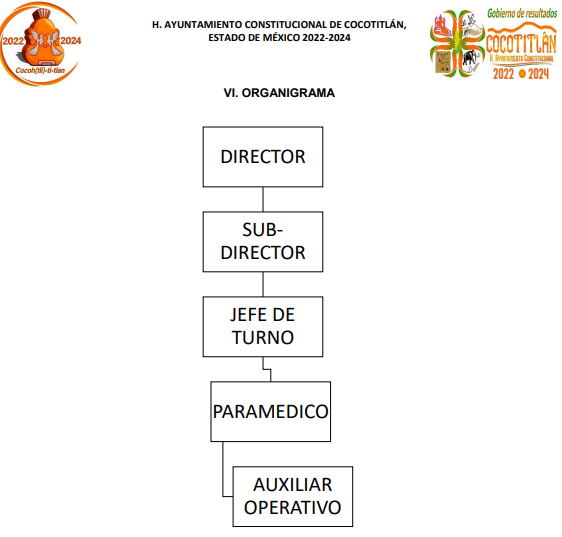 H. AYUNTAMIENTO CONSTITUCIONAL DE COCOTITLÁN,
ESTADO DE MÉXICO 2022-2024
2022 2024
Cocoh(til)-ti-tlan
Gobierno de resultados
COCOTITLÁN
H. AYUNTAMIENTO CONSTITUCIONAL
2022 2024
VI. ORGANIGRAMA
DIRECTOR
SUB-
DIRECTOR
JEFE DE
TURNO
PARAMEDICO
AUXILIAR
OPERATIVO